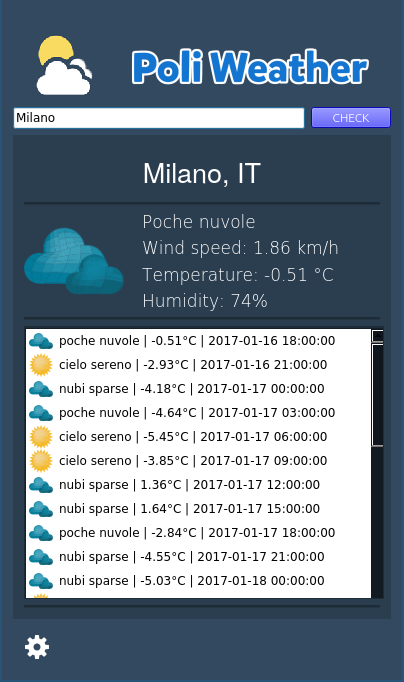 Poli Weather
Milano
CHECK
Milano, IT
Poche nuvole
Wind speed: 1.86 km/h
Temperature: -0.51 °C
Humidity: 74%
poche nuvole | -0.51°C | 2017-01-16 18:00:00
cielo sereno | -2.93°C | 2017-01-16 21:00:00
nubi sparse | -4.18°C | 2017-01-17 00:00:00
poche nuvole | -4.64°C | 2017-01-17 03:00:00
cielo sereno | -5.45°C | 2017-01-17 06:00:00
cielo sereno | -3.85°C | 2017-01-17 09:00:00
nubi sparse | 1.36°C | 2017-01-17 12:00:00
nubi sparse | 1.64°C | 2017-01-17 15:00:00
poche nuvole | -2.84°C | 2017-01-17 18:00:00
nubi sparse | -4.55°C | 2017-01-17 21:00:00
nubi sparse | -5.03°C | 2017-01-18 00:00:00